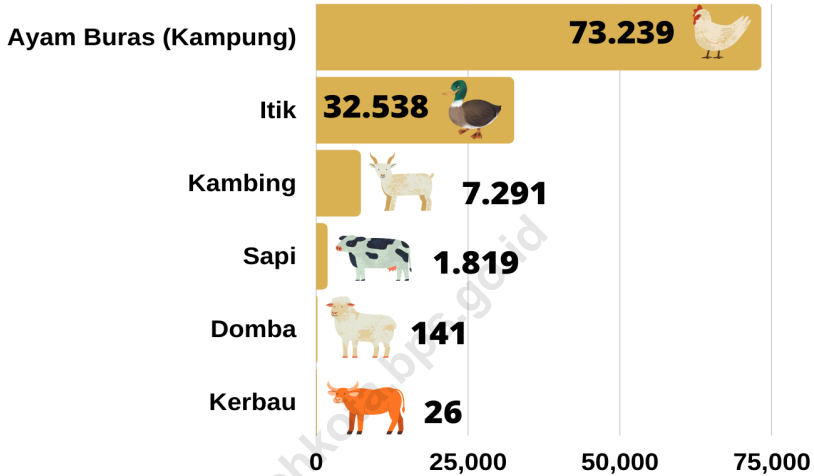 Ayam Buras (Kampung)
73.239
Itik
32.538
Kambing
7.291
Sapi
1.819
Domba
141
Kerbau
26
0
25,000
50,000
75,000